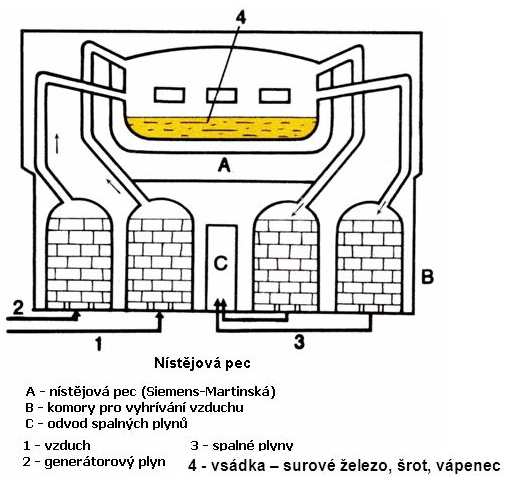 4
A
C
B
2
1
3
Nístějová pec
A - nístějová pec (Siemens-Martinská)
B - komory pro vyhrívání vzduchu
C - odvod spalných plynů
1 - vzduch 3 - spalné plyny
2 - generátorový plyn 4 - vsádka – surové železo, šrot, vápenec